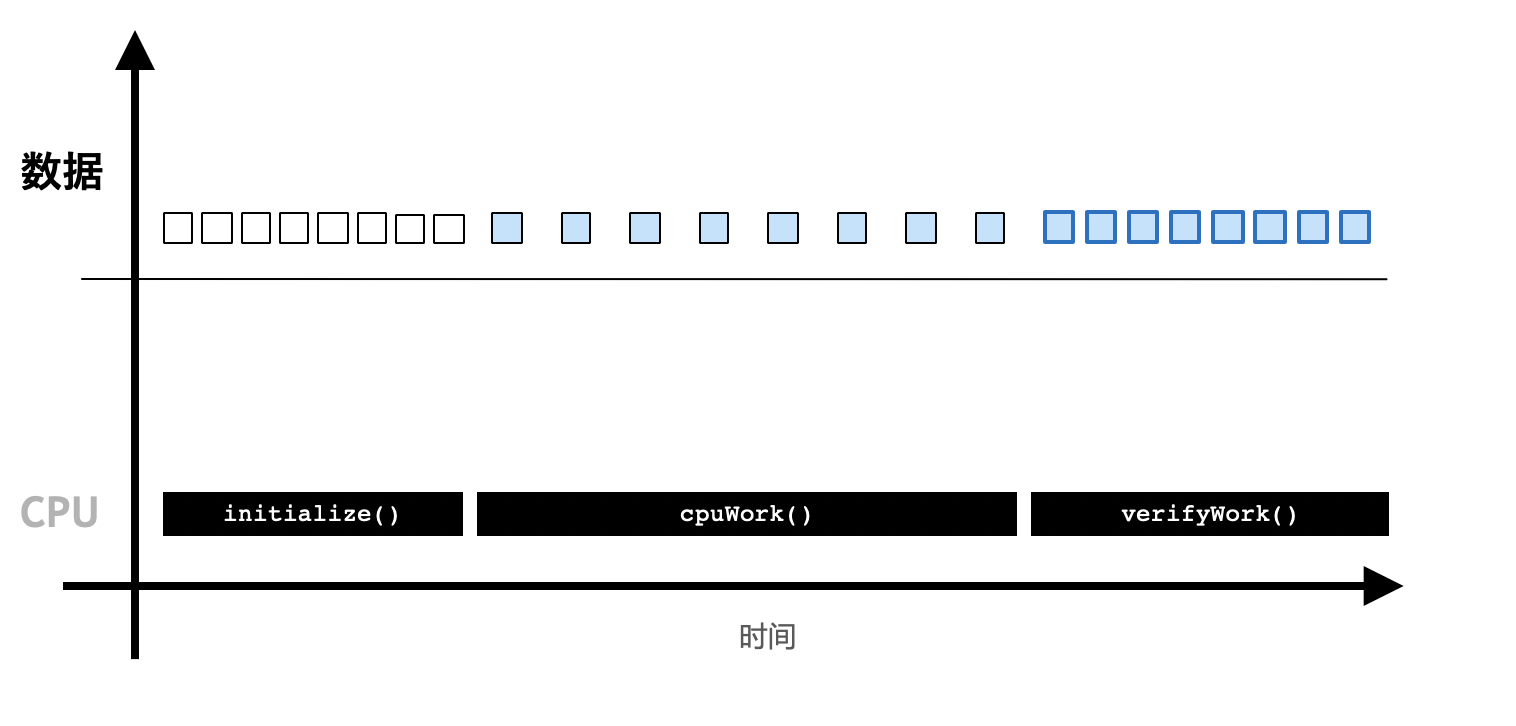 数据
CPU
initialize()
cpuWork()
verifyWork()
时间